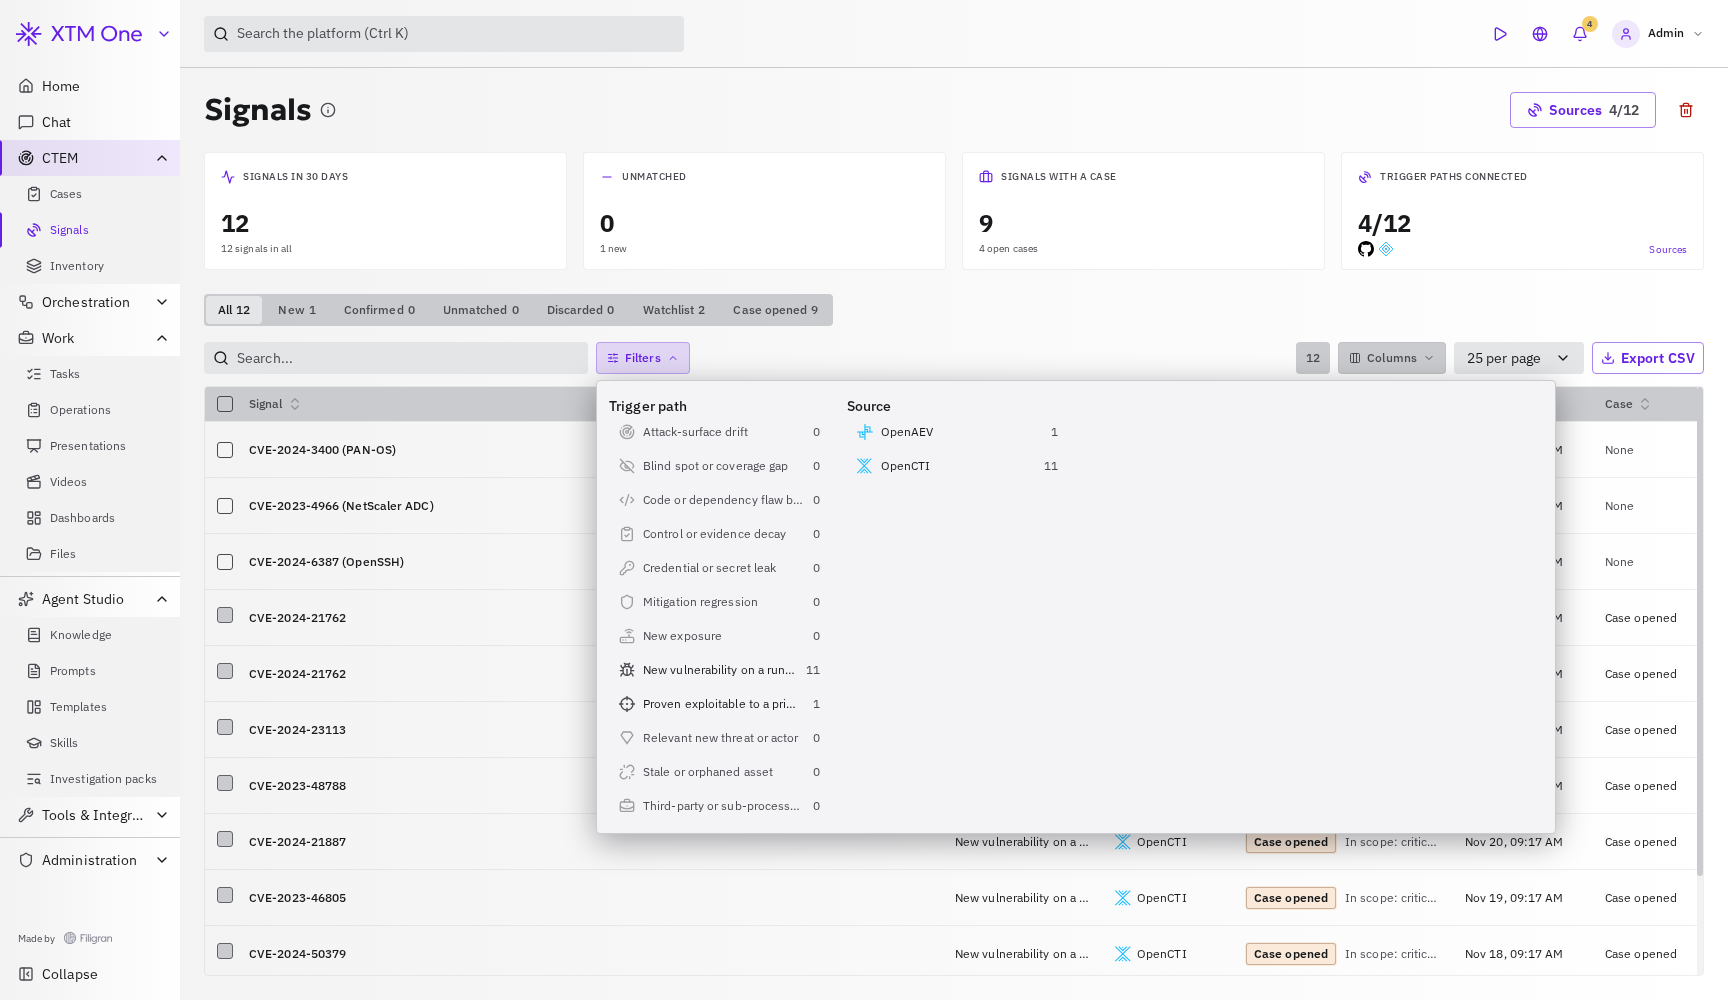 XTM One
Search the platform (Ctrl K)
4
Admin
Home
Chat
CTEM
Cases
Signals
Inventory
Orchestration
Work
Tasks
Operations
Presentations
Videos
Dashboards
Files
Agent Studio
Knowledge
Prompts
Templates
Skills
Investigation packs
Tools & Integr...
Administration
Made by Filigran
Collapse
Signals
Sources 4/12
SIGNALS IN 30 DAYS
12
12 signals in all
UNMATCHED
0
1 new
SIGNALS WITH A CASE
9
4 open cases
TRIGGER PATHS CONNECTED
4/12
Sources
All 12 New 1 Confirmed 0 Unmatched 0 Discarded 0 Watchlist 2 Case opened 9
Search...
Filters
12
Columns
25 per page
Export CSV
Signal
Case
Trigger path
Attack-surface drift 0
Blind spot or coverage gap 0
Code or dependency flaw b... 0
Control or evidence decay 0
Credential or secret leak 0
Mitigation regression 0
New exposure 0
New vulnerability on a run... 11
Proven exploitable to a pri... 1
Relevant new threat or actor 0
Stale or orphaned asset 0
Third-party or sub-process... 0
Source
OpenAEV 1
OpenCTI 11
CVE-2024-3400 (PAN-OS) M None
CVE-2023-4966 (NetScaler ADC) M None
CVE-2024-6387 (OpenSSH) M None
CVE-2024-21762 M Case opened
CVE-2024-21762 M Case opened
CVE-2024-23113 M Case opened
CVE-2023-48788 M Case opened
CVE-2024-21887 New vulnerability on a ... OpenCTI Case opened In scope: critic... Nov 20, 09:17 AM Case opened
CVE-2023-46805 New vulnerability on a ... OpenCTI Case opened In scope: critic... Nov 19, 09:17 AM Case opened
CVE-2024-50379 New vulnerability on a ... OpenCTI Case opened In scope: critic... Nov 18, 09:17 AM Case opened